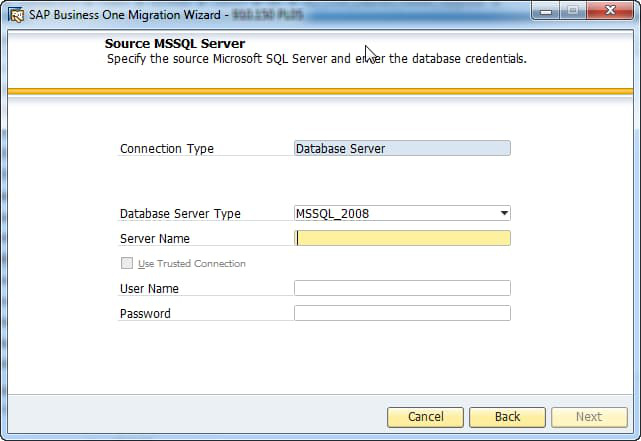 SAP Business One Migration Wizard -
Source MSSQL Server
Specify the source Microsoft SQL Server and enter the database credentials.
Connection Type Database Server
Database Server Type MSSQL_2008
Server Name
Use Trusted Connection
User Name
Password
Cancel Back Next